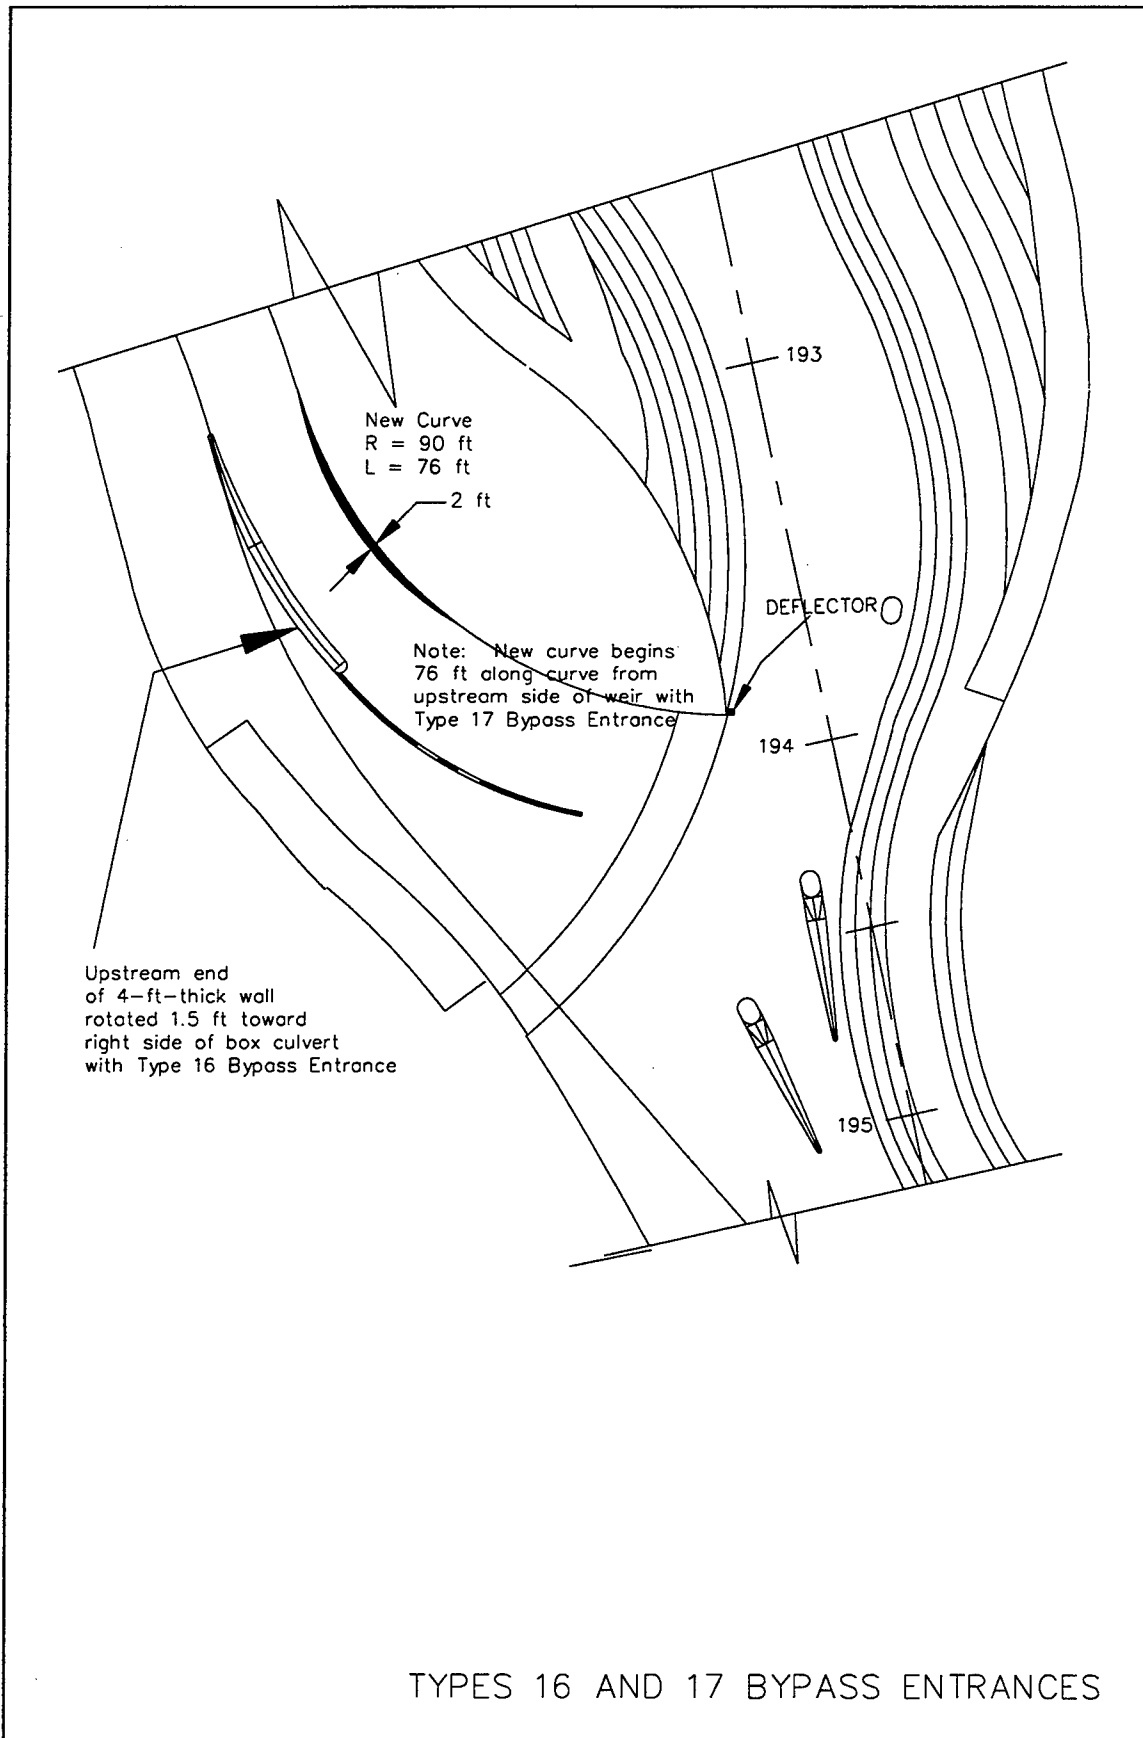 193
New Curve
R = 90 ft
L = 76 ft
2 ft
DEFLECTOR
Note: New curve begins
76 ft along curve from
upstream side of weir with
Type 17 Bypass Entrance
194
Upstream end
of 4-ft-thick wall
rotated 1.5 ft toward
right side of box culvert
with Type 16 Bypass Entrance
195
TYPES 16 AND 17 BYPASS ENTRANCES